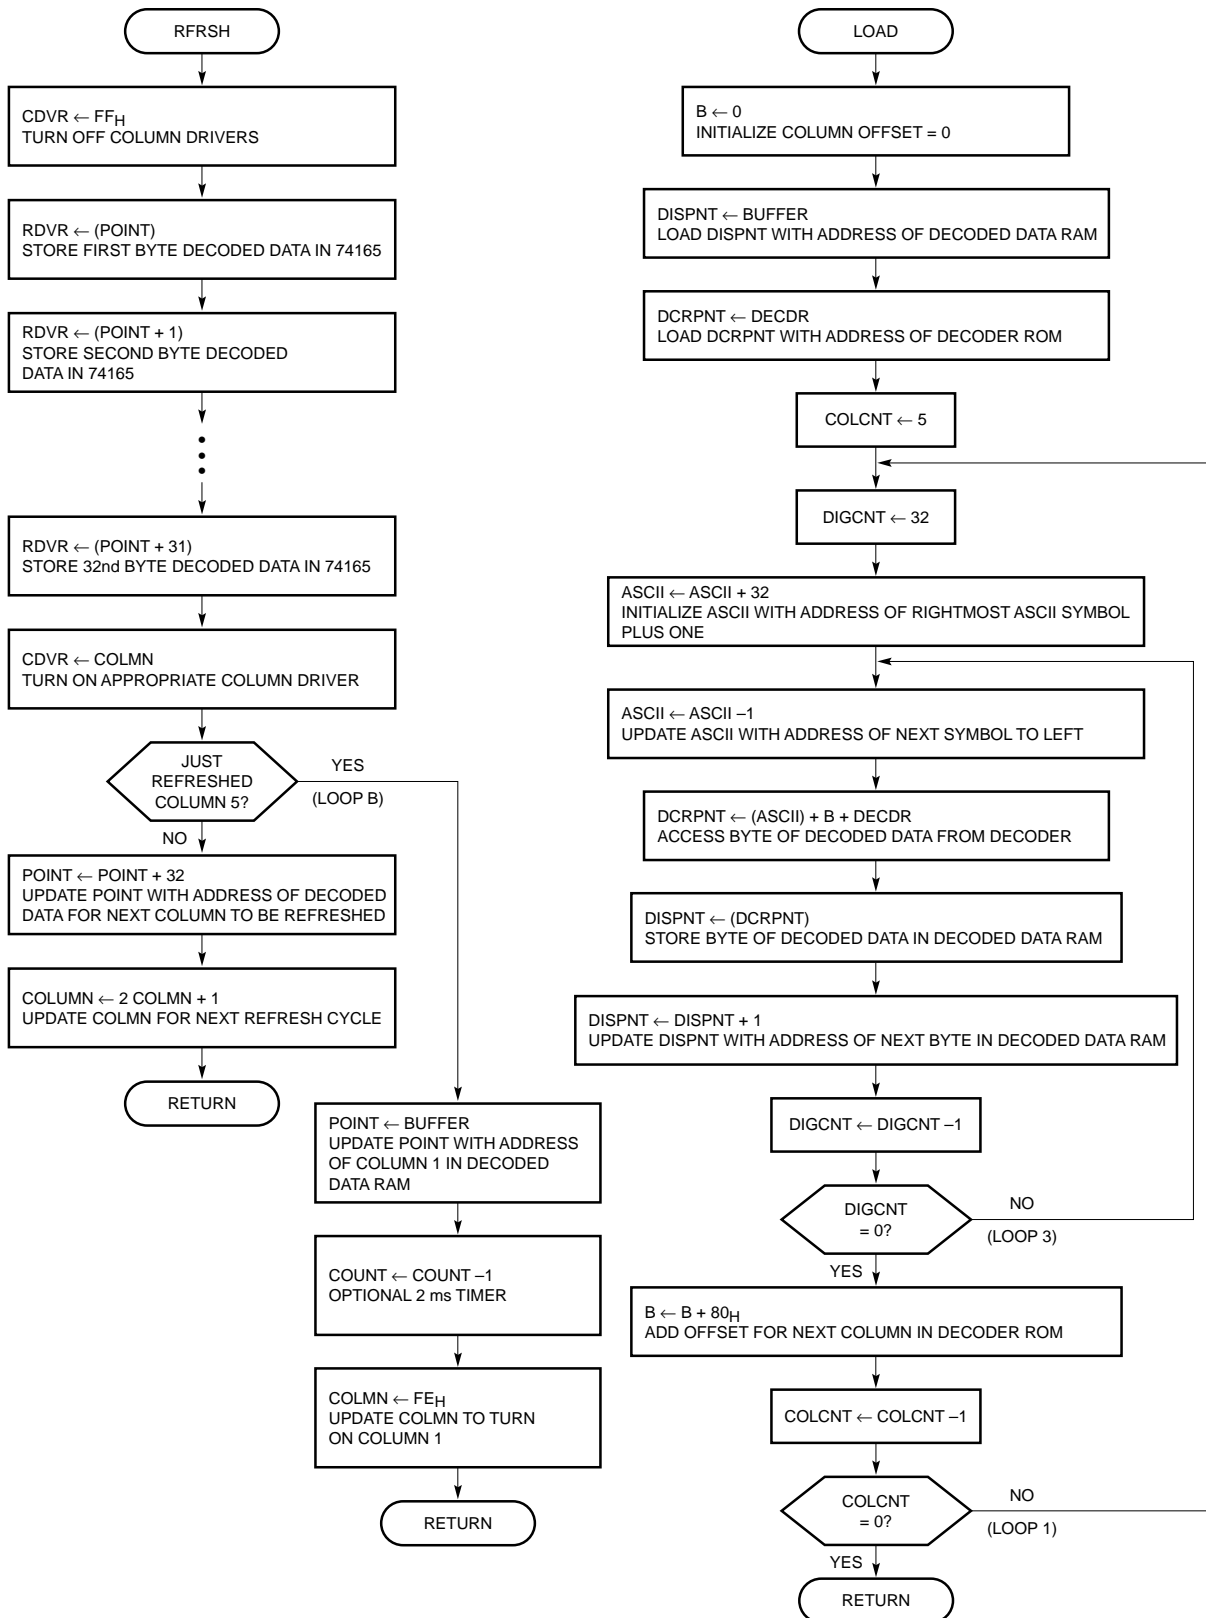 RFRSH
CDVR ← FFH
TURN OFF COLUMN DRIVERS
RDVR ← (POINT)
STORE FIRST BYTE DECODED DATA IN 74165
RDVR ← (POINT + 1)
STORE SECOND BYTE DECODED
DATA IN 74165
RDVR ← (POINT + 31)
STORE 32nd BYTE DECODED DATA IN 74165
CDVR ← COLMN
TURN ON APPROPRIATE COLUMN DRIVER
JUST
REFRESHED
COLUMN 5?
YES
(LOOP B)
NO
POINT ← POINT + 32
UPDATE POINT WITH ADDRESS OF DECODED
DATA FOR NEXT COLUMN TO BE REFRESHED
COLUMN ← 2 COLMN + 1
UPDATE COLMN FOR NEXT REFRESH CYCLE
RETURN
POINT ← BUFFER
UPDATE POINT WITH ADDRESS
OF COLUMN 1 IN DECODED
DATA RAM
COUNT ← COUNT –1
OPTIONAL 2 ms TIMER
COLMN ← FEH
UPDATE COLMN TO TURN
ON COLUMN 1
RETURN
LOAD
B ← 0
INITIALIZE COLUMN OFFSET = 0
DISPNT ← BUFFER
LOAD DISPNT WITH ADDRESS OF DECODED DATA RAM
DCRPNT ← DECDR
LOAD DCRPNT WITH ADDRESS OF DECODER ROM
COLCNT ← 5
DIGCNT ← 32
ASCII ← ASCII + 32
INITIALIZE ASCII WITH ADDRESS OF RIGHTMOST ASCII SYMBOL
PLUS ONE
ASCII ← ASCII –1
UPDATE ASCII WITH ADDRESS OF NEXT SYMBOL TO LEFT
DCRPNT ← (ASCII) + B + DECDR
ACCESS BYTE OF DECODED DATA FROM DECODER
DISPNT ← (DCRPNT)
STORE BYTE OF DECODED DATA IN DECODED DATA RAM
DISPNT ← DISPNT + 1
UPDATE DISPNT WITH ADDRESS OF NEXT BYTE IN DECODED DATA RAM
DIGCNT ← DIGCNT –1
DIGCNT
= 0?
NO
(LOOP 3)
YES
B ← B + 80H
ADD OFFSET FOR NEXT COLUMN IN DECODER ROM
COLCNT ← COLCNT –1
COLCNT
= 0?
NO
(LOOP 1)
YES
RETURN